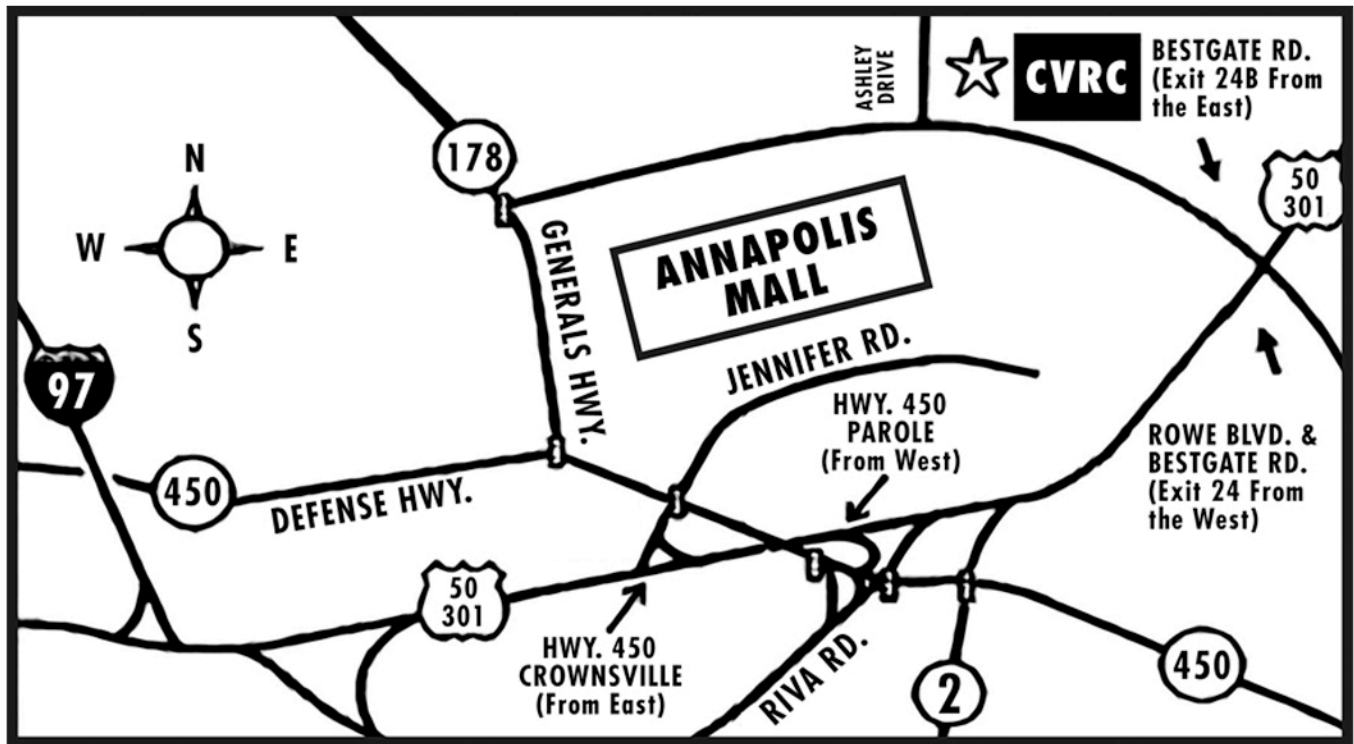 ASHLEY
DRIVE
CVRC
BESTGATE RD.
(Exit 24B From
the East)
178
50
301
N
W E
S
GENERALS HWY.
ANNAPOLIS
MALL
JENNIFER RD.
97
HWY. 450
PAROLE
(From West)
ROWE BLVD. &
BESTGATE RD.
(Exit 24 From
the West)
450
DEFENSE HWY.
50
301
HWY. 450
CROWNSVILLE
(From East)
RIVA RD.
2
450